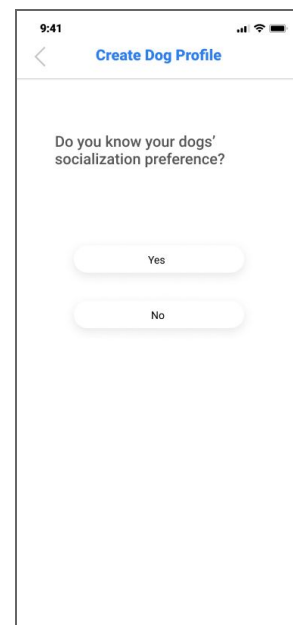 9:41
Create Dog Profile
Do you know your dogs'
socialization preference?
Yes
No